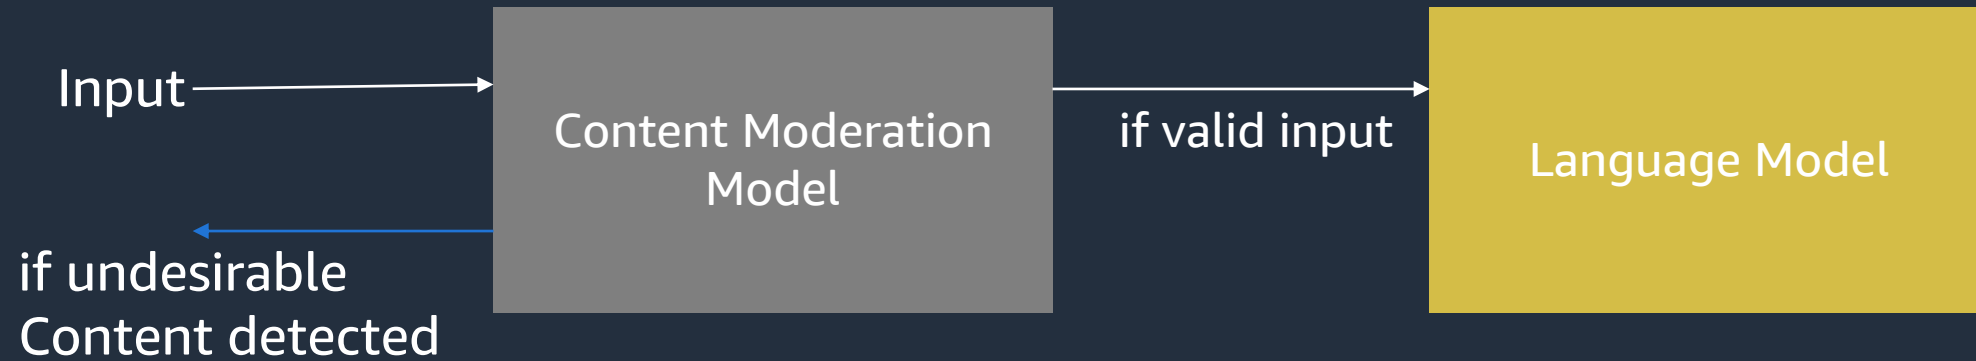 Input
Content Moderation
Model
if valid input
Language Model
if undesirable
Content detected